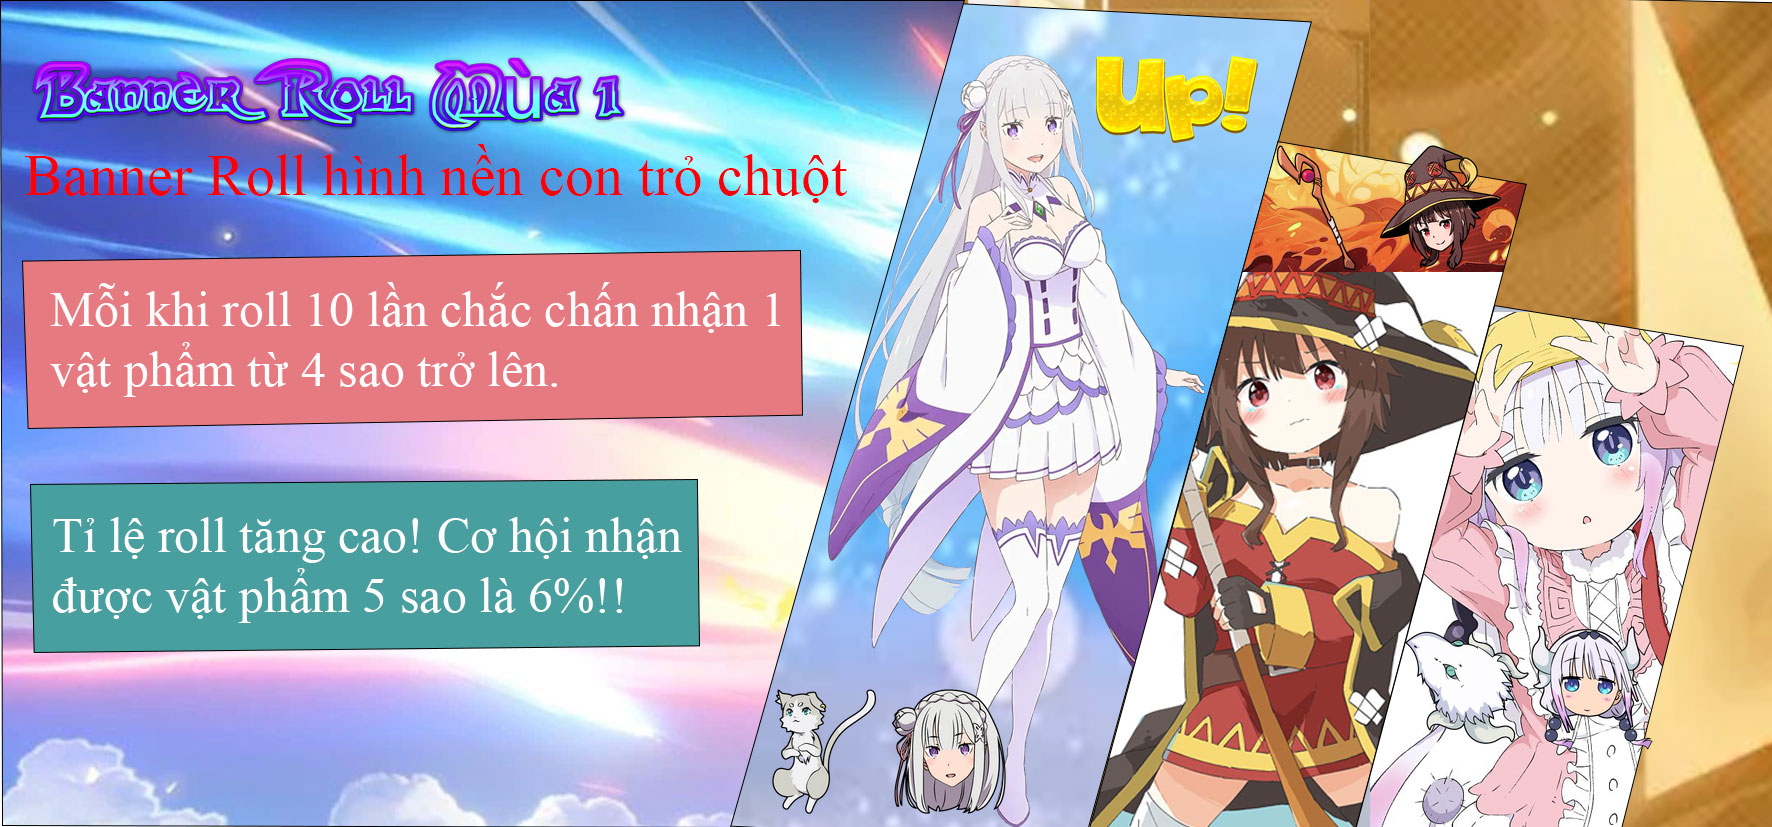 Banner Roll Mùa 1
Banner Roll hình nền con trỏ chuột
Mỗi khi roll 10 lần chắc chấn nhận 1
vật phẩm từ 4 sao trở lên.
Tỉ lệ roll tăng cao! Cơ hội nhận
được vật phẩm 5 sao là 6%!!
Up!